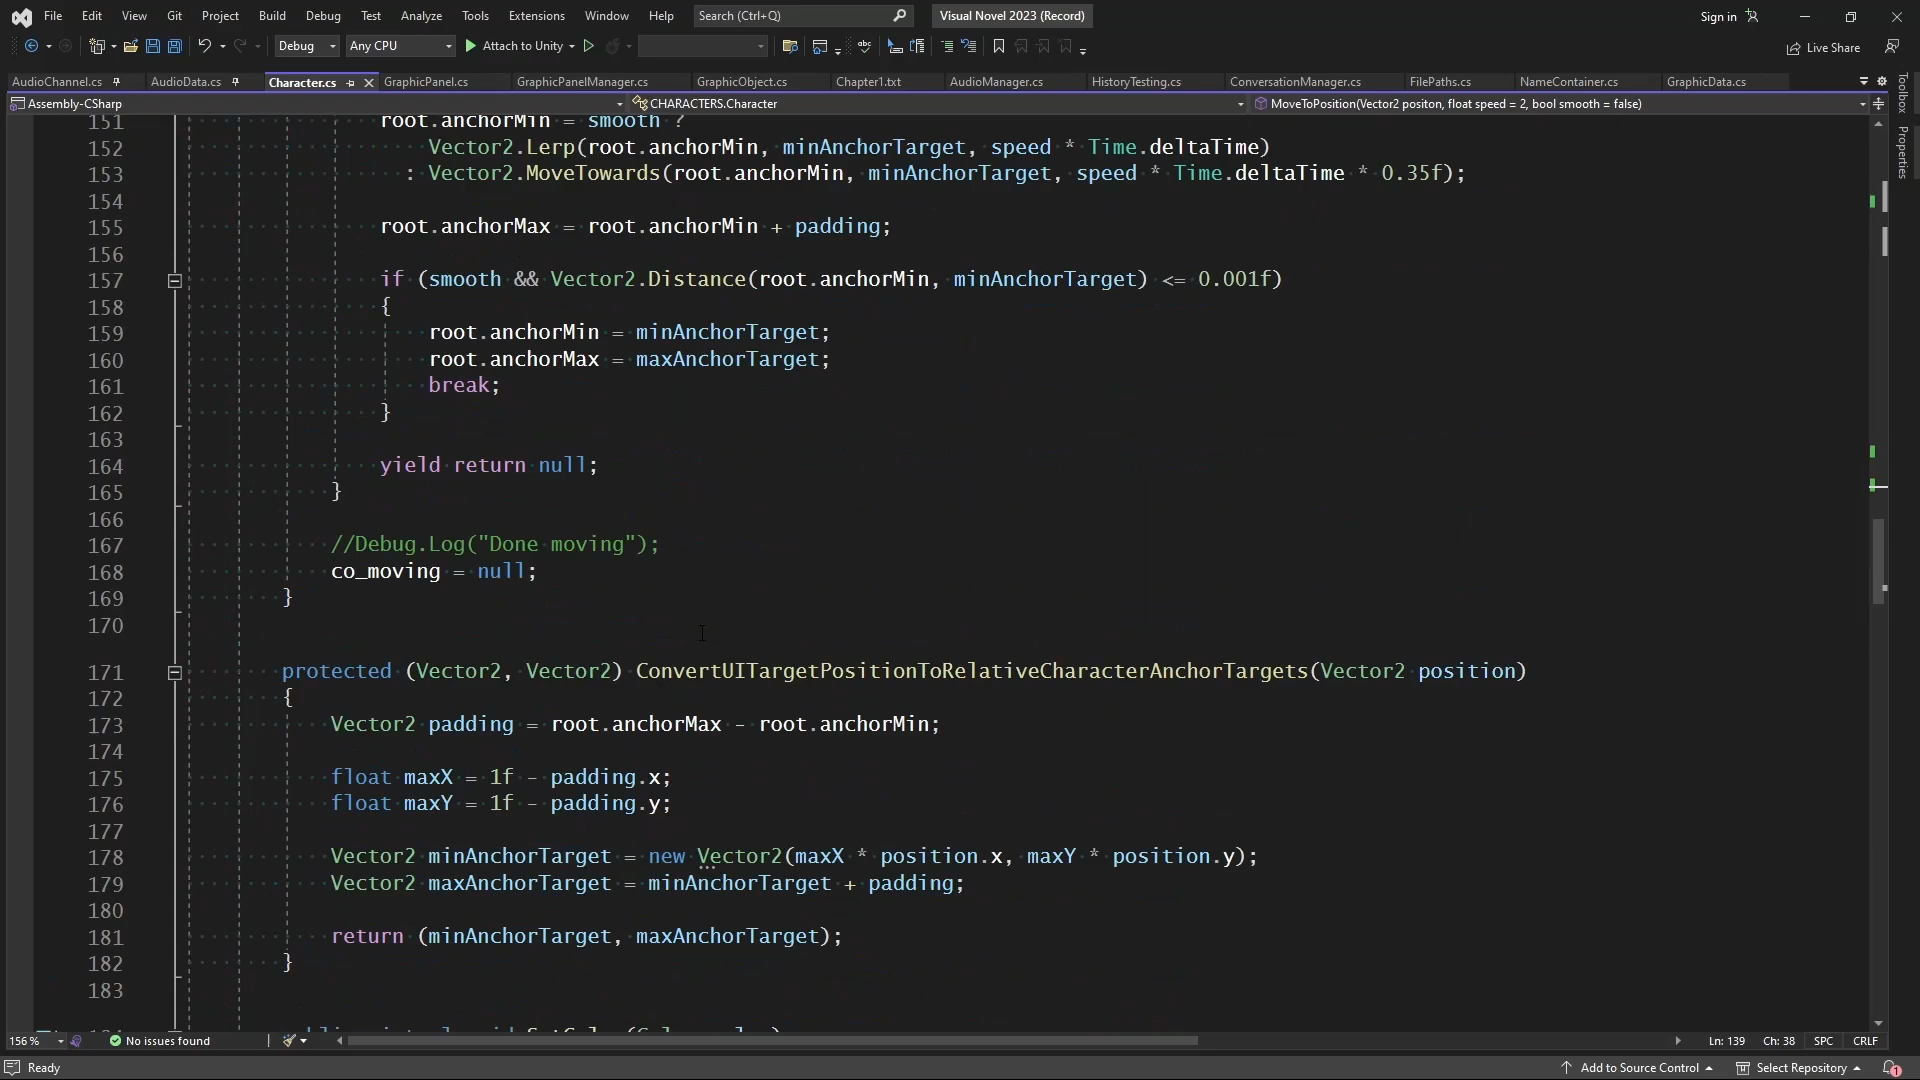 File Edit View Git Project Build Debug Test Analyze Tools Extensions Window Help Search (Ctrl+Q) Visual Novel 2023 (Record) Sign in
Debug Any CPU Attach to Unity Live Share
AudioChannel.cs AudioData.cs Character.cs GraphicPanel.cs GraphicPanelManager.cs GraphicObject.cs Chapter1.txt AudioManager.cs HistoryTesting.cs ConversationManager.cs FilePaths.cs NameContainer.cs GraphicData.cs
Assembly-CSharp CHARACTERS.Character MoveToPosition(Vector2 positon, float speed = 2, bool smooth = false)
Toolbox
Properties
151 root.anchorMin = smooth ?
152 Vector2.Lerp(root.anchorMin, minAnchorTarget, speed * Time.deltaTime)
153 : Vector2.MoveTowards(root.anchorMin, minAnchorTarget, speed * Time.deltaTime * 0.35f);
154
155 root.anchorMax = root.anchorMin + padding;
156
157 if (smooth && Vector2.Distance(root.anchorMin, minAnchorTarget) <= 0.001f)
158 {
159 root.anchorMin = minAnchorTarget;
160 root.anchorMax = maxAnchorTarget;
161 break;
162 }
163
164 yield return null;
165 }
166
167 //Debug.Log("Done moving");
168 co_moving = null;
169 }
170
171 protected (Vector2, Vector2) ConvertUITargetPositionToRelativeCharacterAnchorTargets(Vector2 position)
172 {
173 Vector2 padding = root.anchorMax - root.anchorMin;
174
175 float maxX = 1f - padding.x;
176 float maxY = 1f - padding.y;
177
178 Vector2 minAnchorTarget = new Vector2(maxX * position.x, maxY * position.y);
179 Vector2 maxAnchorTarget = minAnchorTarget + padding;
180
181 return (minAnchorTarget, maxAnchorTarget);
182 }
183
156 % No issues found Ln: 139 Ch: 38 SPC CRLF
Ready Add to Source Control Select Repository 1